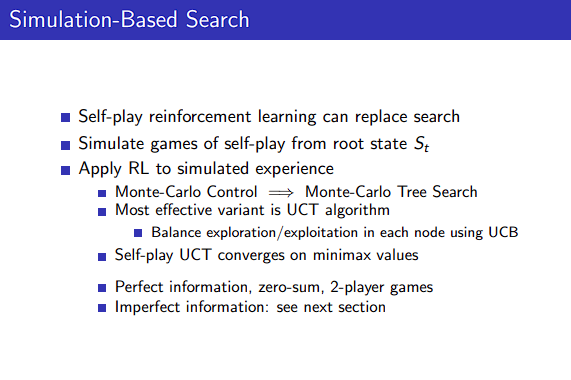 Simulation-Based Search
Self-play reinforcement learning can replace search
Simulate games of self-play from root state Sₜ
Apply RL to simulated experience
Monte-Carlo Control ⟹ Monte-Carlo Tree Search
Most effective variant is UCT algorithm
Balance exploration/exploitation in each node using UCB
Self-play UCT converges on minimax values
Perfect information, zero-sum, 2-player games
Imperfect information: see next section